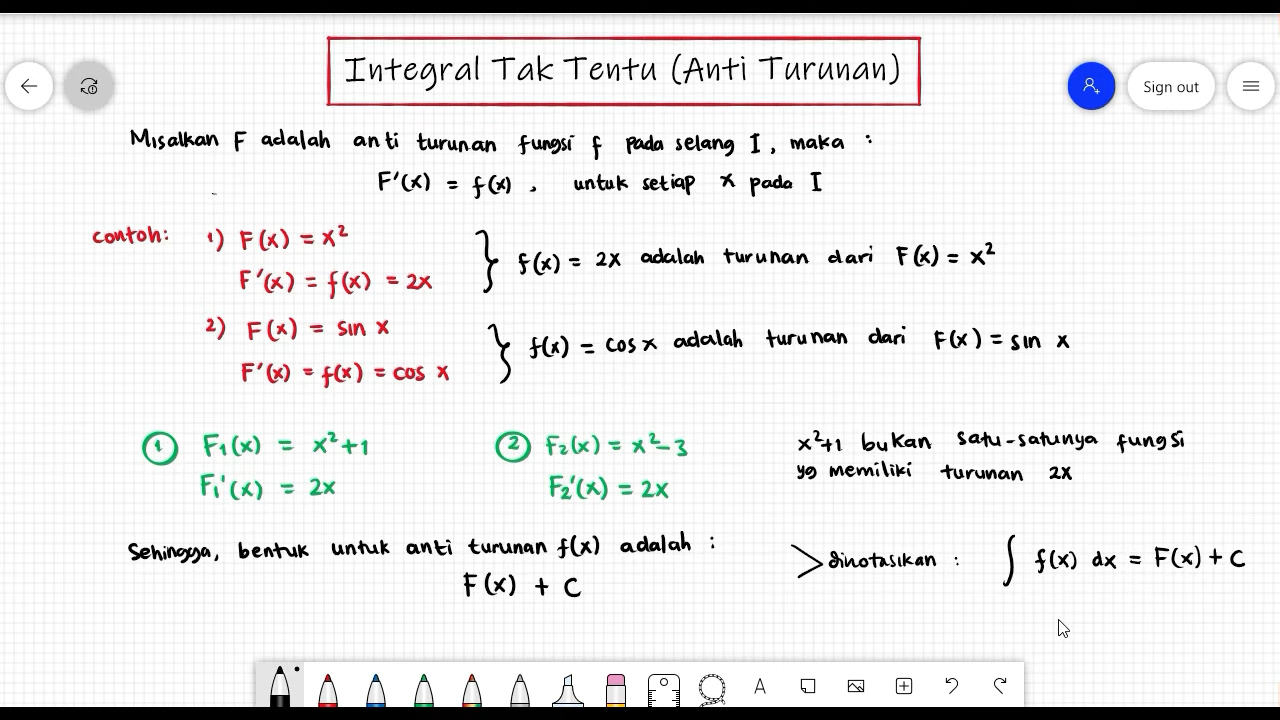 Integral Tak Tentu (Anti Turunan)
Sign out
Misalkan F adalah anti turunan fungsi f pada selang I, maka :
F'(x) = f(x) , untuk setiap x pada I
contoh: 1) F(x) = x²
F'(x) = f(x) = 2x
} f(x) = 2x adalah turunan dari F(x) = x²
2) F(x) = sin x
F'(x) = f(x) = cos x
} f(x) = cos x adalah turunan dari F(x) = sin x
① F₁(x) = x²+1
F₁'(x) = 2x
② F₂(x) = x²-3
F₂'(x) = 2x
x²+1 bukan satu-satunya fungsi
yg memiliki turunan 2x
Sehingga, bentuk untuk anti turunan f(x) adalah :
F(x) + C
> dinotasikan : ∫ f(x) dx = F(x) + C
A